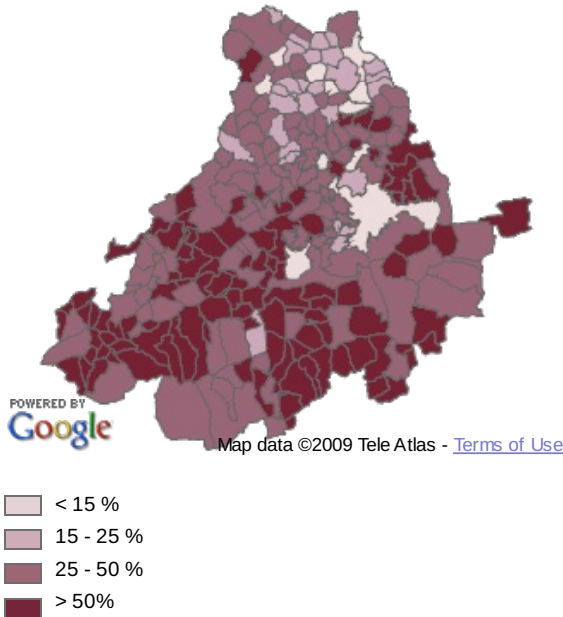 POWERED BY
Google
Map data ©2009 Tele Atlas - Terms of Use
< 15 %
15 - 25 %
25 - 50 %
> 50%